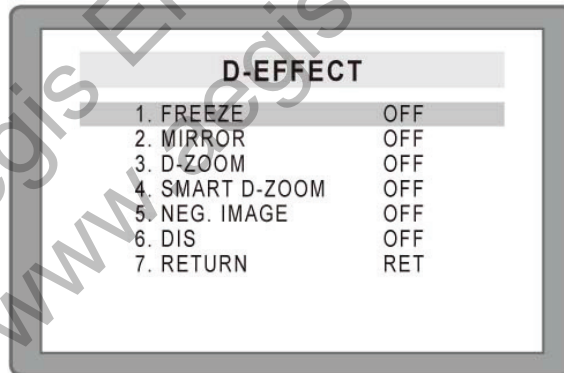 D-EFFECT
1. FREEZE OFF
2. MIRROR OFF
3. D-ZOOM OFF
4. SMART D-ZOOM OFF
5. NEG. IMAGE OFF
6. DIS OFF
7. RETURN RET